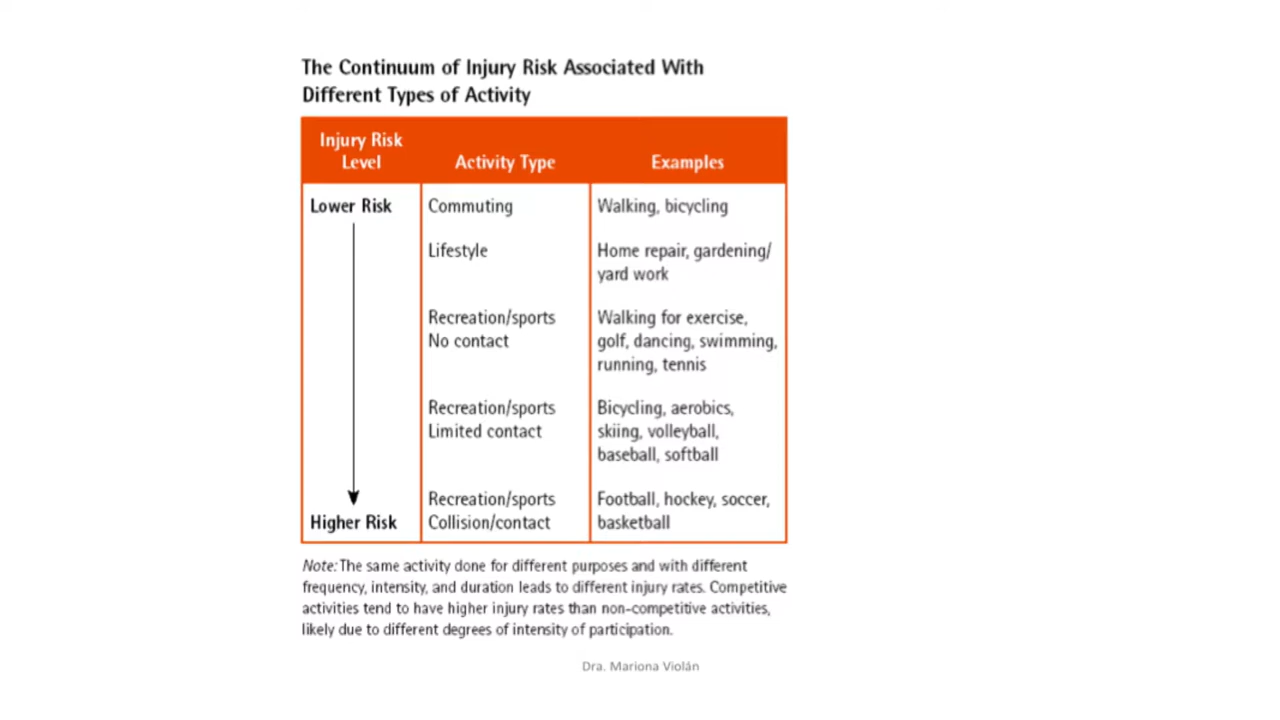 The Continuum of Injury Risk Associated With
Different Types of Activity
Injury Risk
Level
Activity Type
Examples
Lower Risk
Commuting
Walking, bicycling
Lifestyle
Home repair, gardening/
yard work
Recreation/sports
No contact
Walking for exercise,
golf, dancing, swimming,
running, tennis
Recreation/sports
Limited contact
Bicycling, aerobics,
skiing, volleyball,
baseball, softball
Higher Risk
Recreation/sports
Collision/contact
Football, hockey, soccer,
basketball
Note: The same activity done for different purposes and with different
frequency, intensity, and duration leads to different injury rates. Competitive
activities tend to have higher injury rates than non-competitive activities,
likely due to different degrees of intensity of participation.
Dra. Mariona Violán